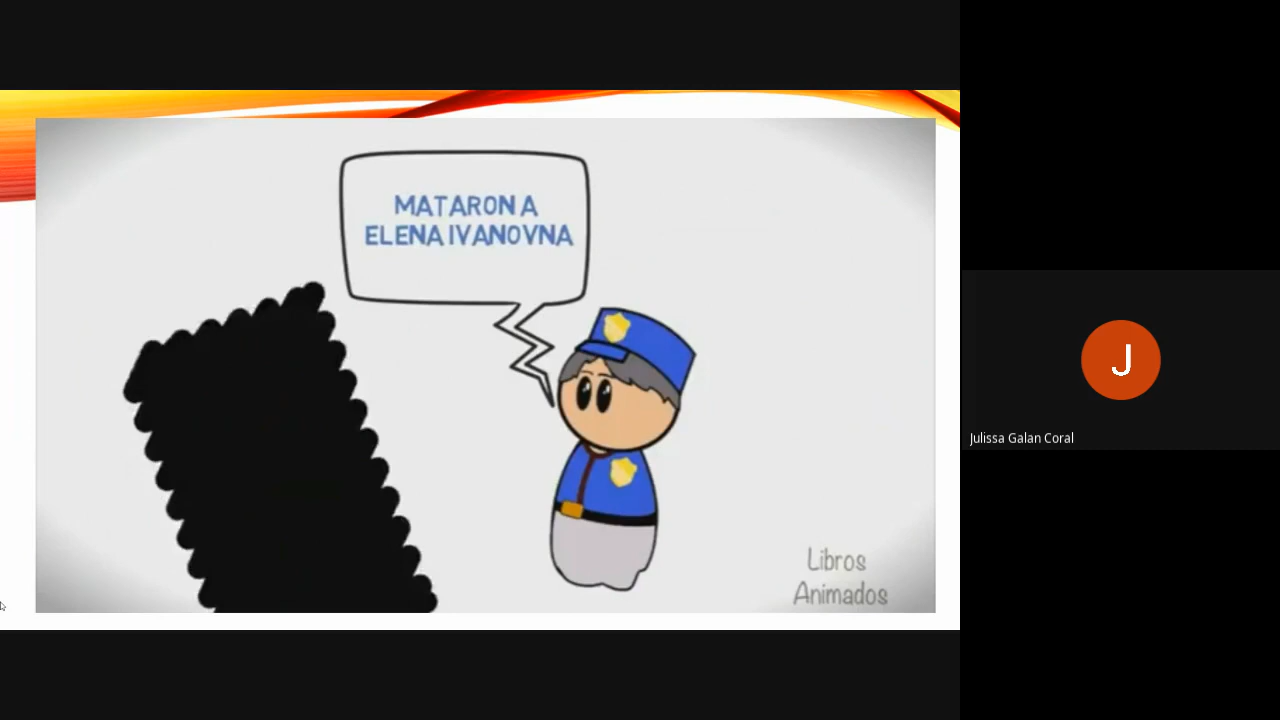 MATARON A
ELENA IVANOVNA
Libros
Animados
J
Julissa Galan Coral